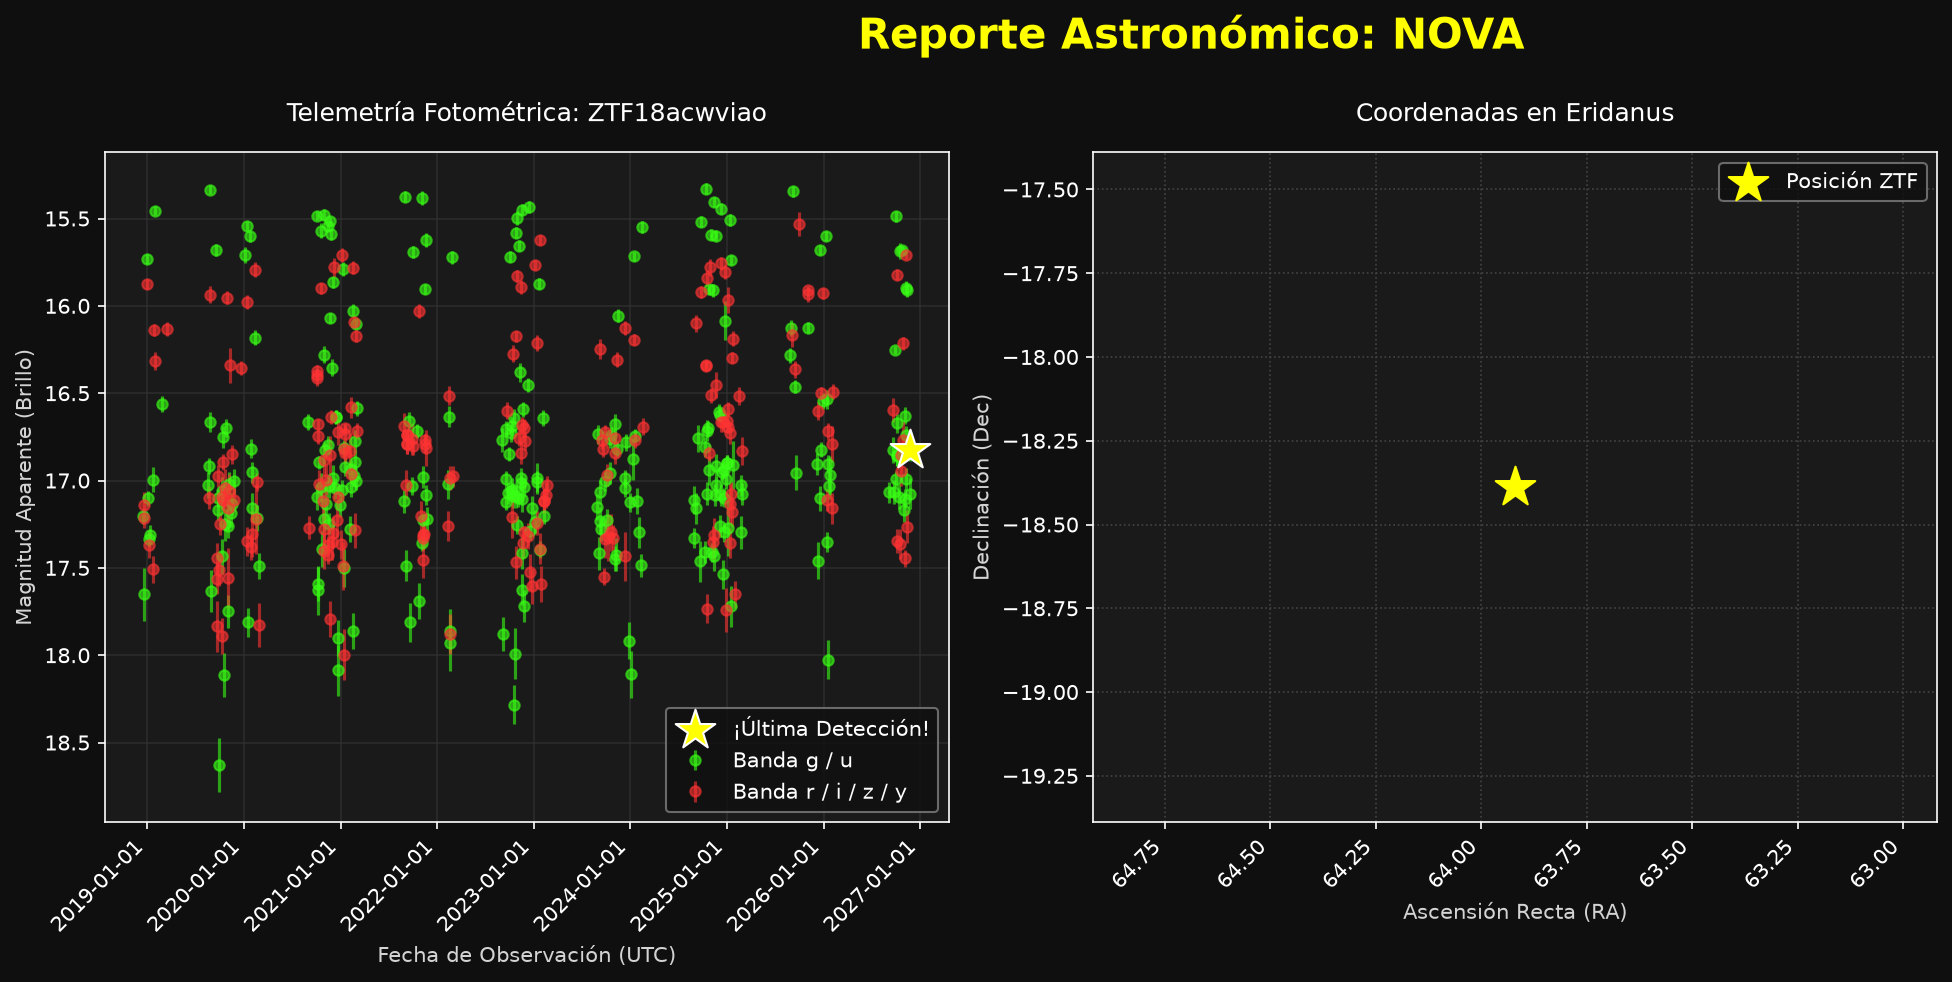 Reporte Astronómico: NOVA
Telemetría Fotométrica: ZTF18acwviao
Magnitud Aparente (Brillo)
15.5
16.0
16.5
17.0
17.5
18.0
18.5
¡Última Detección!
Banda g / u
Banda r / i / z / y
2019-01-01
2020-01-01
2021-01-01
2022-01-01
2023-01-01
2024-01-01
2025-01-01
2026-01-01
2027-01-01
Fecha de Observación (UTC)
Coordenadas en Eridanus
Declinación (Dec)
−17.50
−17.75
−18.00
−18.25
−18.50
−18.75
−19.00
−19.25
Posición ZTF
64.75
64.50
64.25
64.00
63.75
63.50
63.25
63.00
Ascensión Recta (RA)